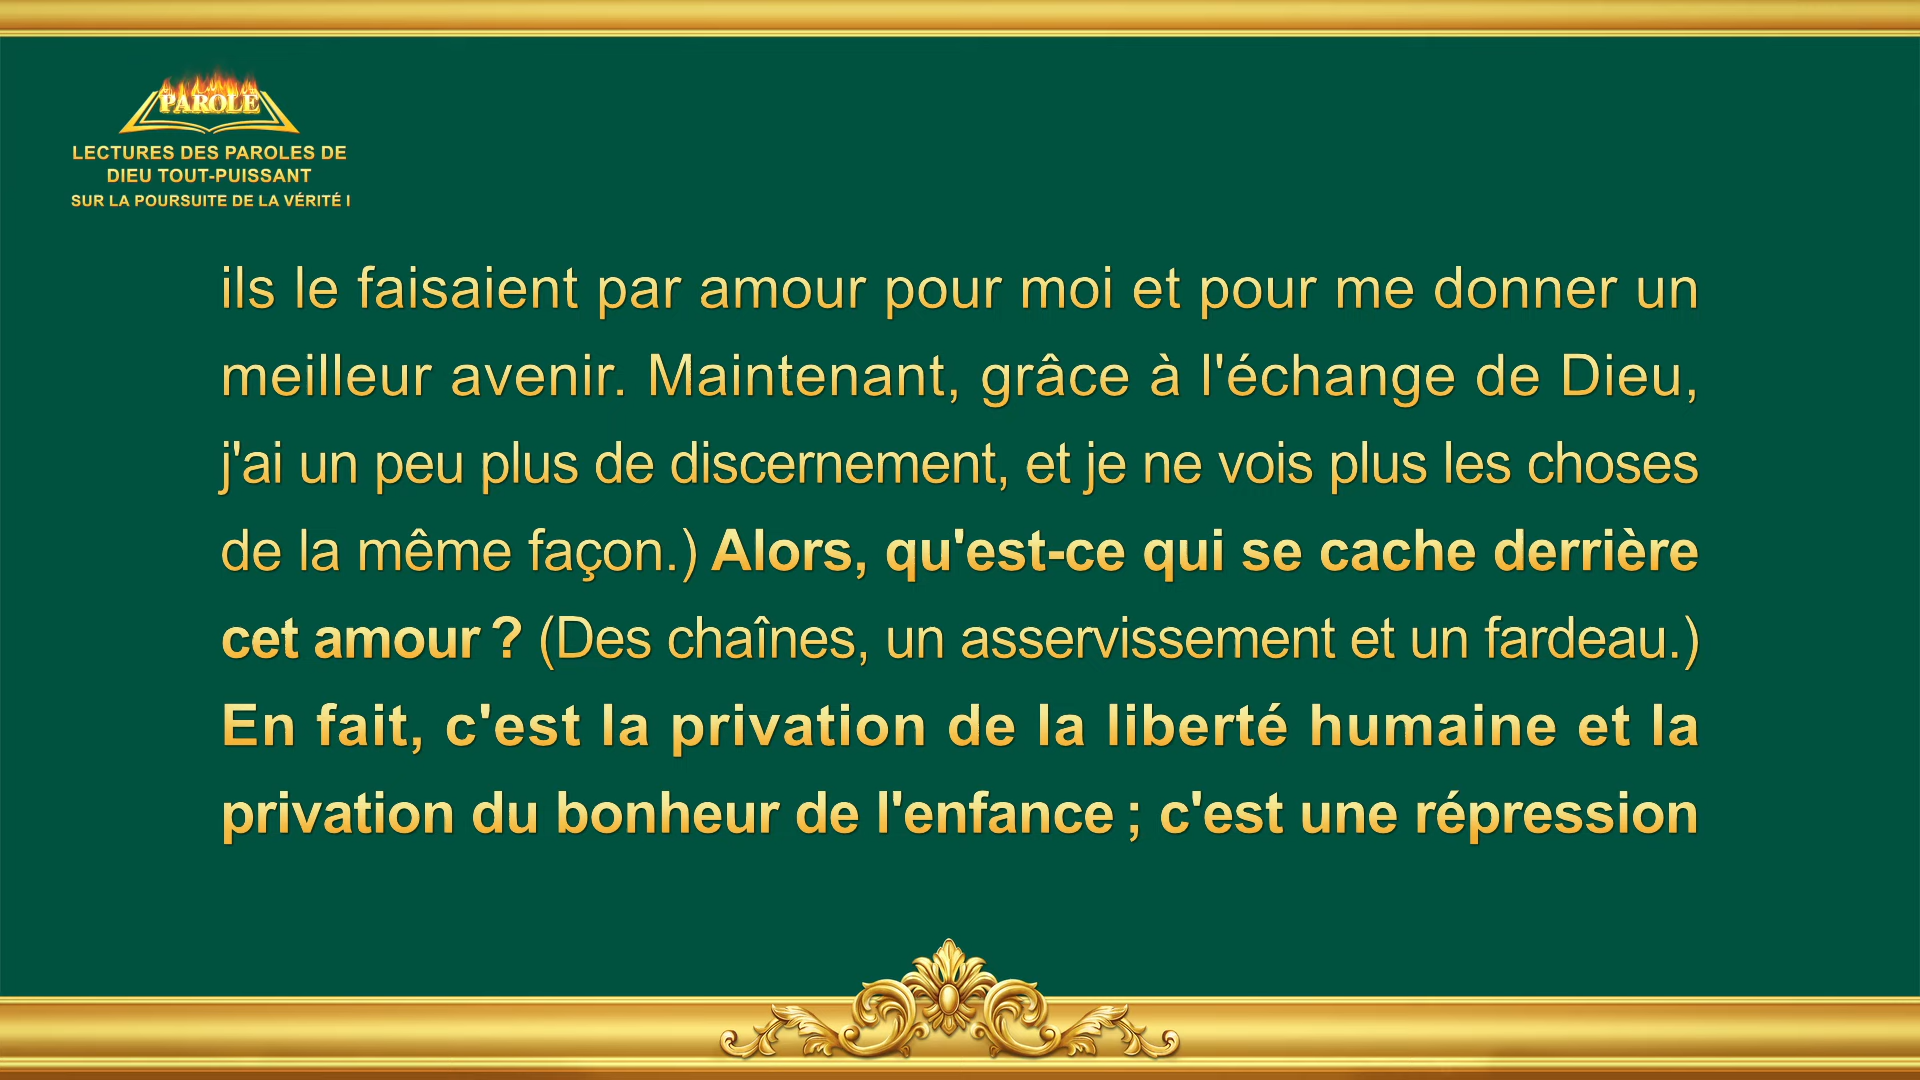 PAROLE
LECTURES DES PAROLES DE
DIEU TOUT-PUISSANT
SUR LA POURSUITE DE LA VÉRITÉ I
ils le faisaient par amour pour moi et pour me donner un
meilleur avenir. Maintenant, grâce à l'échange de Dieu,
j'ai un peu plus de discernement, et je ne vois plus les choses
de la même façon.) Alors, qu'est-ce qui se cache derrière
cet amour ? (Des chaînes, un asservissement et un fardeau.)
En fait, c'est la privation de la liberté humaine et la
privation du bonheur de l'enfance ; c'est une répression